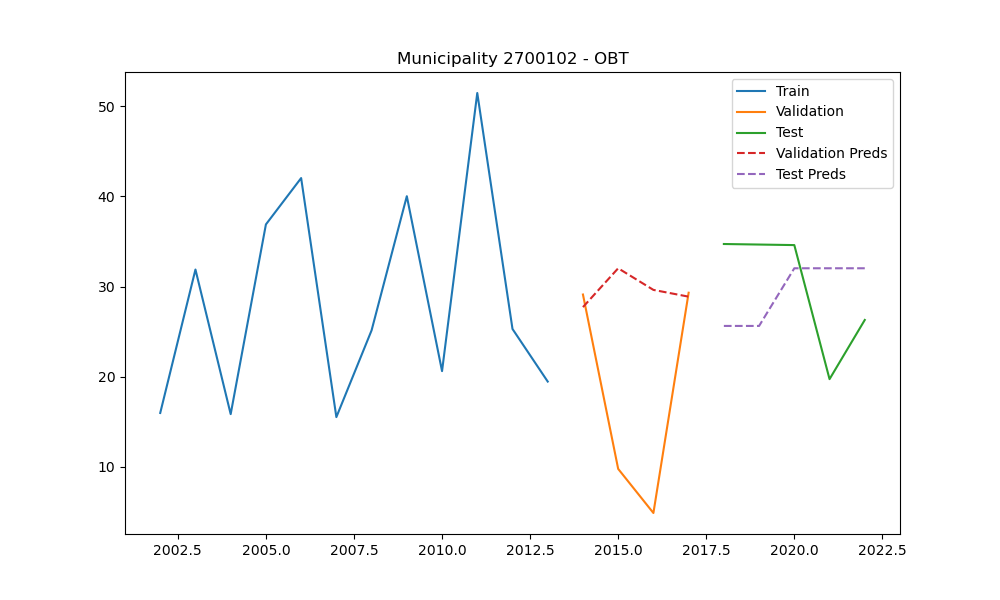 Municipality 2700102 - OBT
Train
Validation
Test
Validation Preds
Test Preds
50
40
30
20
10
2002.5 2005.0 2007.5 2010.0 2012.5 2015.0 2017.5 2020.0 2022.5